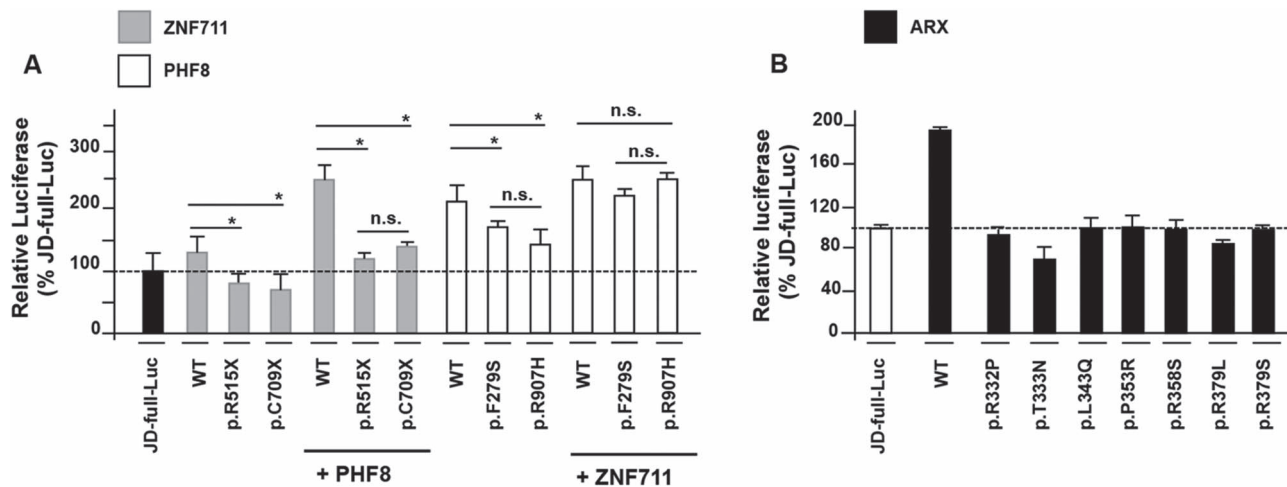 ZNF711
PHF8
A
Relative Luciferase
(% JD-full-Luc)
300
200
100
0
*
*
*
*
n.s.
*
*
n.s.
n.s.
n.s.
JD-full-Luc
WT
p.R515X
p.C709X
WT
p.R515X
p.C709X
WT
p.F279S
p.R907H
WT
p.F279S
p.R907H
+ PHF8
+ ZNF711
ARX
B
Relative luciferase
(% JD-full-Luc)
200
160
100
80
40
0
JD-full-Luc
WT
p.R332P
p.T333N
p.L343Q
p.P353R
p.R358S
p.R379L
p.R379S